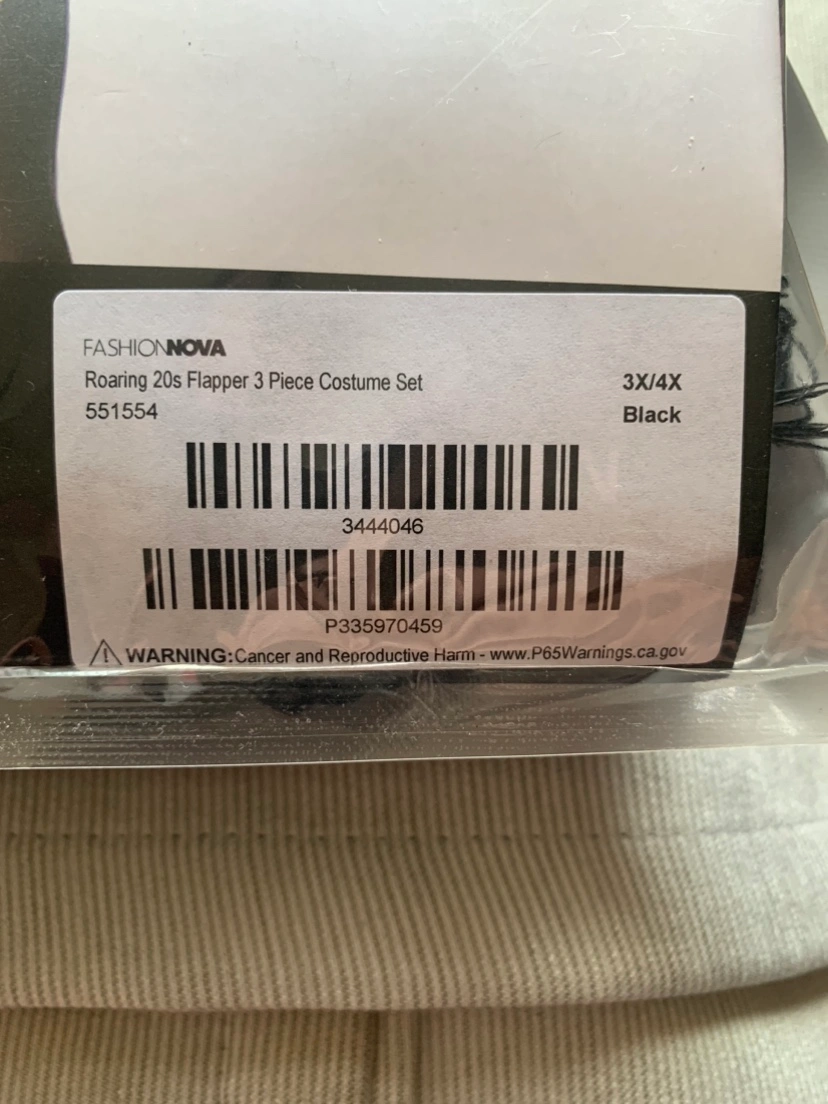 FASHIONNOVA
Roaring 20s Flapper 3 Piece Costume Set 3X/4X
551554 Black
3444046
P335970459
⚠ WARNING:Cancer and Reproductive Harm - www.P65Warnings.ca.gov